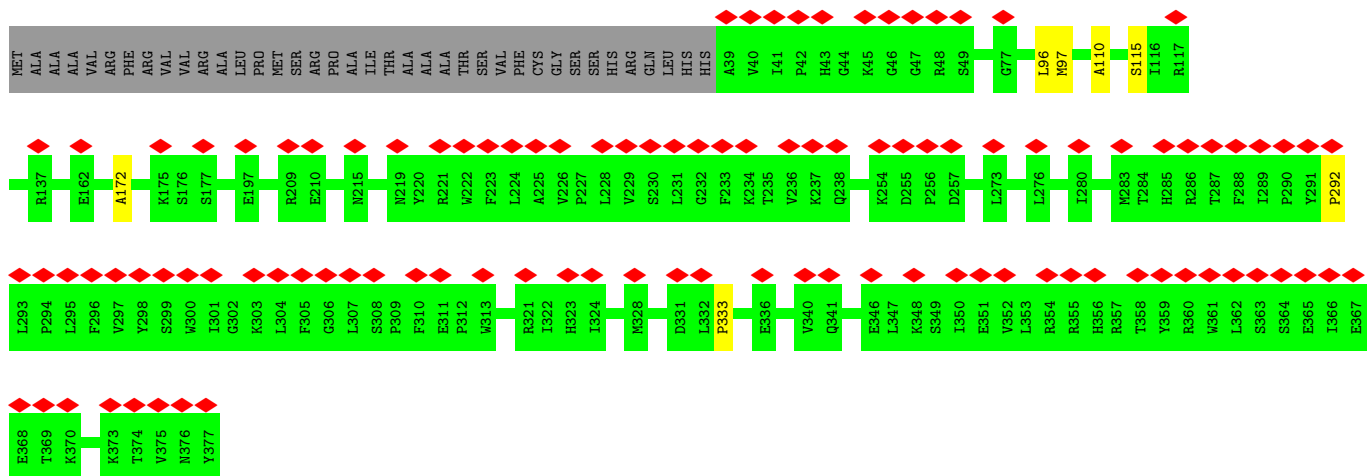 MET ALA ALA ALA VAL ARG PHE ARG VAL VAL ARG ALA LEU PRO MET SER ARG PRO ALA ILE THR ALA ALA ALA THR SER VAL PHE CYS GLY SER SER HIS ARG GLN LEU HIS HIS A39 V40 I41 P42 H43 G44 K45 G46 G47 R48 S49 G77 L96 M97 A110 S115 I116 R117
R137 E162 A172 K175 S176 S177 E197 R209 E210 N215 N219 Y220 R221 W222 F223 L224 A225 V226 P227 L228 V229 S230 L231 G232 F233 K234 T235 V236 K237 Q238 K254 D255 P256 D257 L273 L276 I280 M283 T284 H285 R286 T287 F288 I289 P290 Y291 P292
L293 P294 L295 F296 V297 Y298 S299 W300 I301 G302 K303 L304 F305 G306 L307 S308 P309 F310 E311 P312 W313 R321 I322 H323 I324 M328 D331 L332 P333 E336 V340 Q341 E346 L347 K348 S349 I350 E351 V352 L353 R354 R355 H356 R357 T358 Y359 R360 W361 L362 S363 S364 E365 I366 E367
E368 T369 K370 K373 T374 V375 N376 Y377